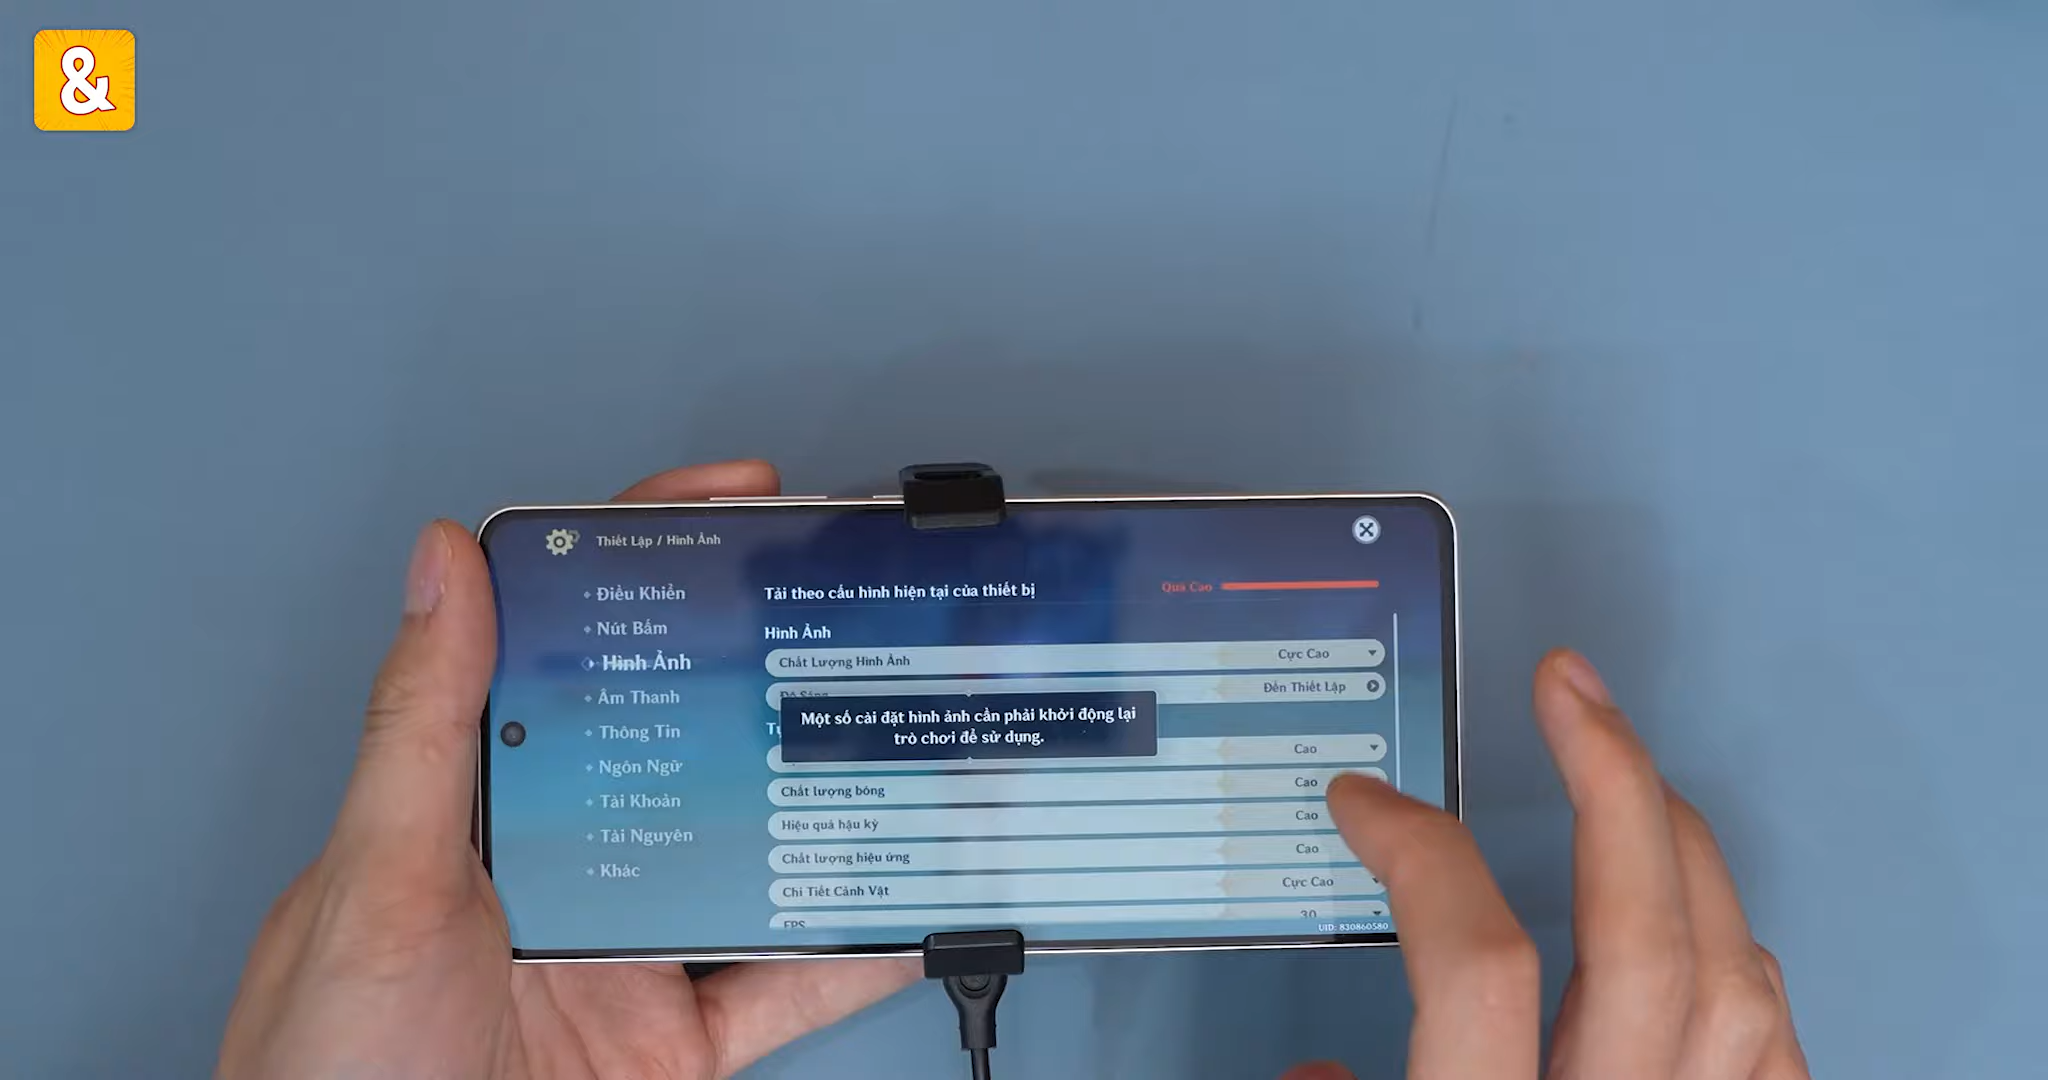 &
Thiết Lập / Hình Ảnh
Điều Khiển
Nút Bấm
Hình Ảnh
Âm Thanh
Thông Tin
Ngôn Ngữ
Tài Khoản
Tài Nguyên
Khác
Tải theo cấu hình hiện tại của thiết bị
Quá Cao
Hình Ảnh
Chất Lượng Hình Ảnh Cực Cao
Độ Sáng Đến Thiết Lập
Một số cài đặt hình ảnh cần phải khởi động lại
trò chơi để sử dụng.
Cao
Chất lượng bóng Cao
Hiệu quả hậu kỳ Cao
Chất lượng hiệu ứng Cao
Chi Tiết Cảnh Vật Cực Cao
FPS 30
UID: 830860580